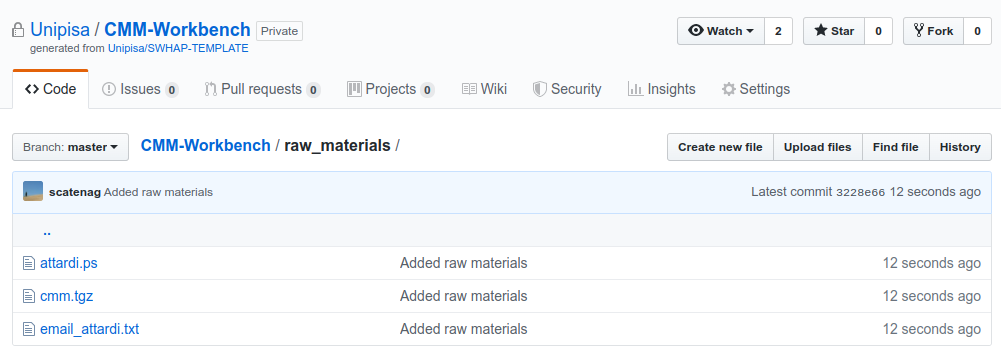 Unipisa / CMM-Workbench Private Watch 2 Star 0 Fork 0
generated from Unipisa/SWHAP-TEMPLATE
Code Issues 0 Pull requests 0 Projects 0 Wiki Security Insights Settings
Branch: master CMM-Workbench / raw_materials / Create new file Upload files Find file History
scatenag Added raw materials Latest commit 3228e66 12 seconds ago
..
attardi.ps Added raw materials 12 seconds ago
cmm.tgz Added raw materials 12 seconds ago
email_attardi.txt Added raw materials 12 seconds ago